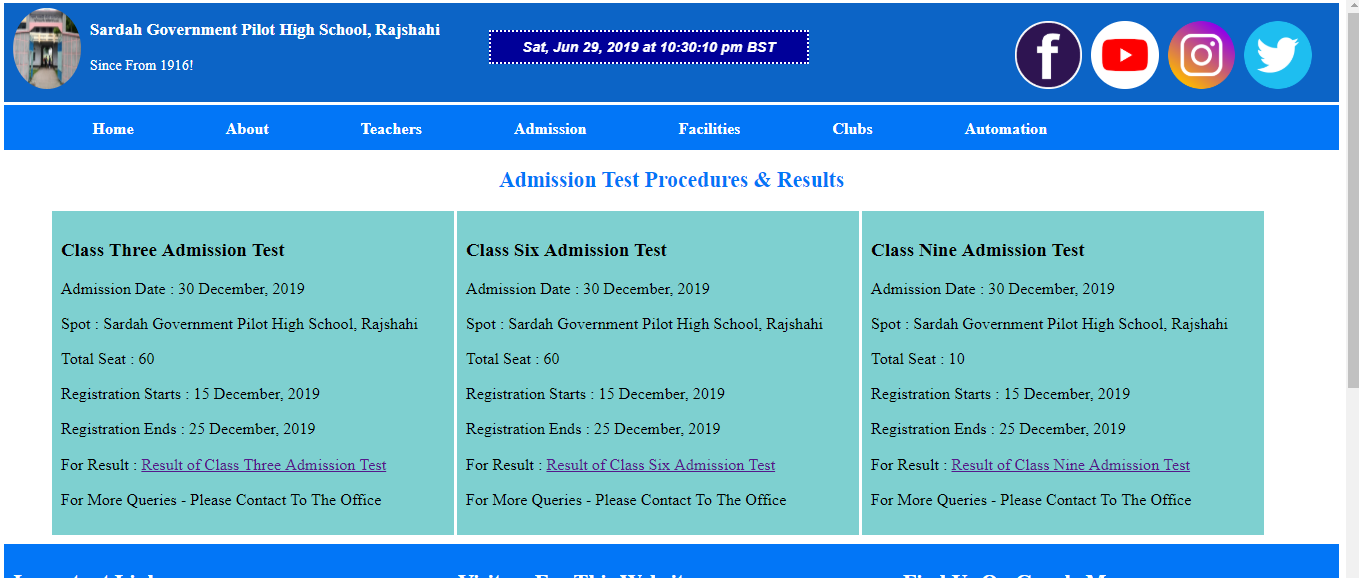 Sardah Government Pilot High School, Rajshahi
Since From 1916!
Sat, Jun 29, 2019 at 10:30:10 pm BST
Home About Teachers Admission Facilities Clubs Automation
Admission Test Procedures & Results
Class Three Admission Test
Admission Date : 30 December, 2019
Spot : Sardah Government Pilot High School, Rajshahi
Total Seat : 60
Registration Starts : 15 December, 2019
Registration Ends : 25 December, 2019
For Result : Result of Class Three Admission Test
For More Queries - Please Contact To The Office
Class Six Admission Test
Admission Date : 30 December, 2019
Spot : Sardah Government Pilot High School, Rajshahi
Total Seat : 60
Registration Starts : 15 December, 2019
Registration Ends : 25 December, 2019
For Result : Result of Class Six Admission Test
For More Queries - Please Contact To The Office
Class Nine Admission Test
Admission Date : 30 December, 2019
Spot : Sardah Government Pilot High School, Rajshahi
Total Seat : 10
Registration Starts : 15 December, 2019
Registration Ends : 25 December, 2019
For Result : Result of Class Nine Admission Test
For More Queries - Please Contact To The Office